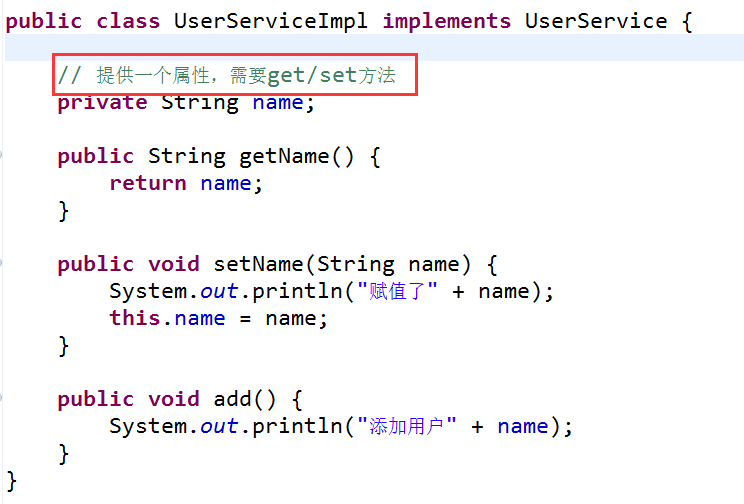 public class UserServiceImpl implements UserService {
// 提供一个属性，需要get/set方法
private String name;
public String getName() {
return name;
}
public void setName(String name) {
System.out.println("赋值了" + name);
this.name = name;
}
public void add() {
System.out.println("添加用户" + name);
}
}